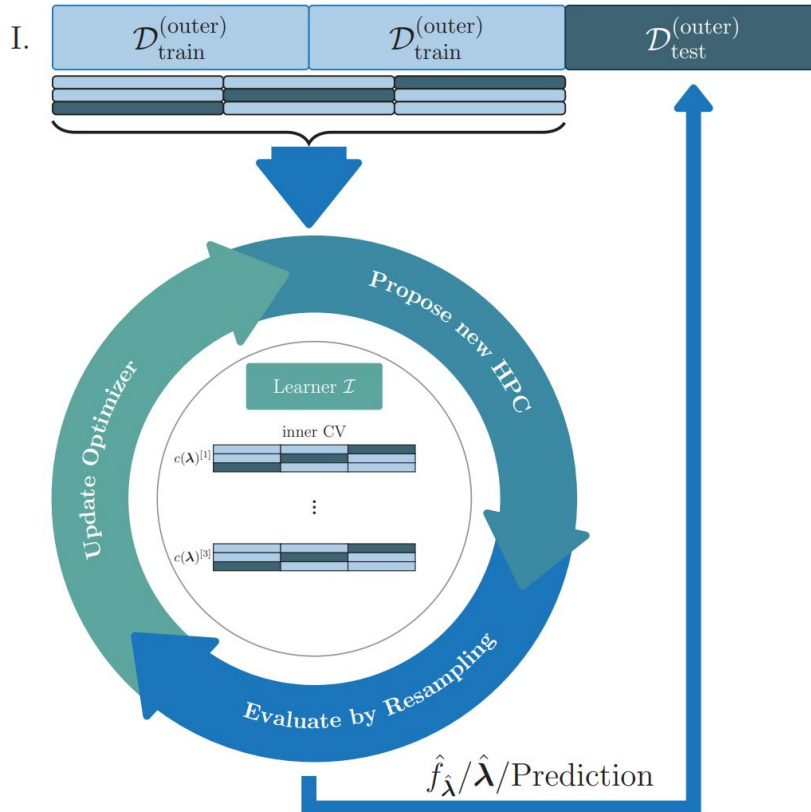 I.
𝒟_train^(outer) 𝒟_train^(outer) 𝒟_test^(outer)
Propose new HPC
Update Optimizer
Learner ℐ
inner CV
c(𝝀)^[1]
⋮
c(𝝀)^[3]
Evaluate by Resampling
f̂_𝝀̂/𝝀̂/Prediction